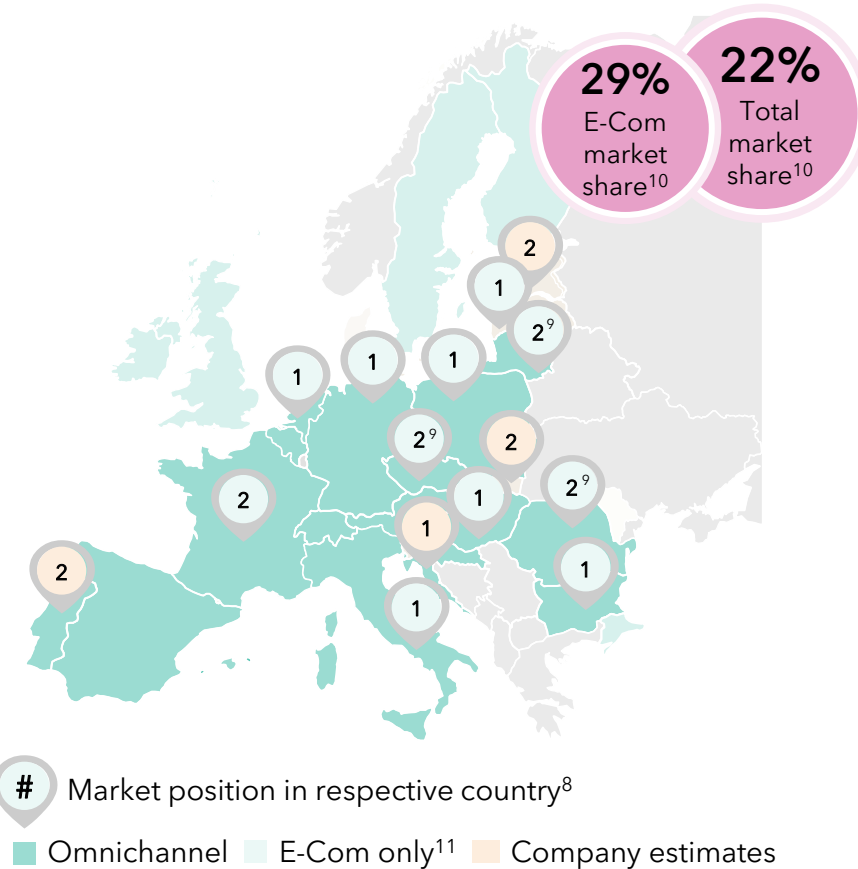 29%
E-Com
market
share¹⁰
22%
Total
market
share¹⁰
2
1
2⁹
1
1
1
2⁹
2
2
1
2⁹
1
2
1
1
# Market position in respective country⁸
Omnichannel E-Com only¹¹ Company estimates